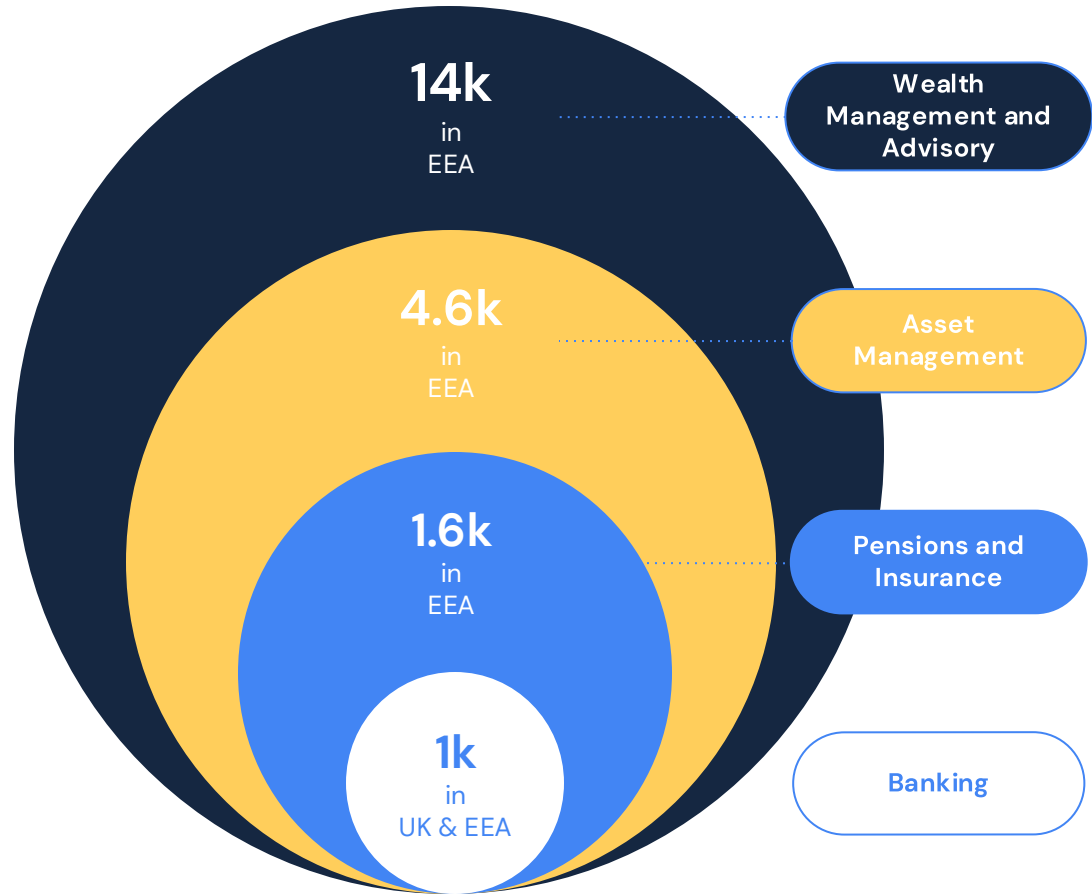 14k
in
EEA
Wealth
Management and
Advisory
4.6k
in
EEA
Asset
Management
1.6k
in
EEA
Pensions and
Insurance
1k
in
UK & EEA
Banking